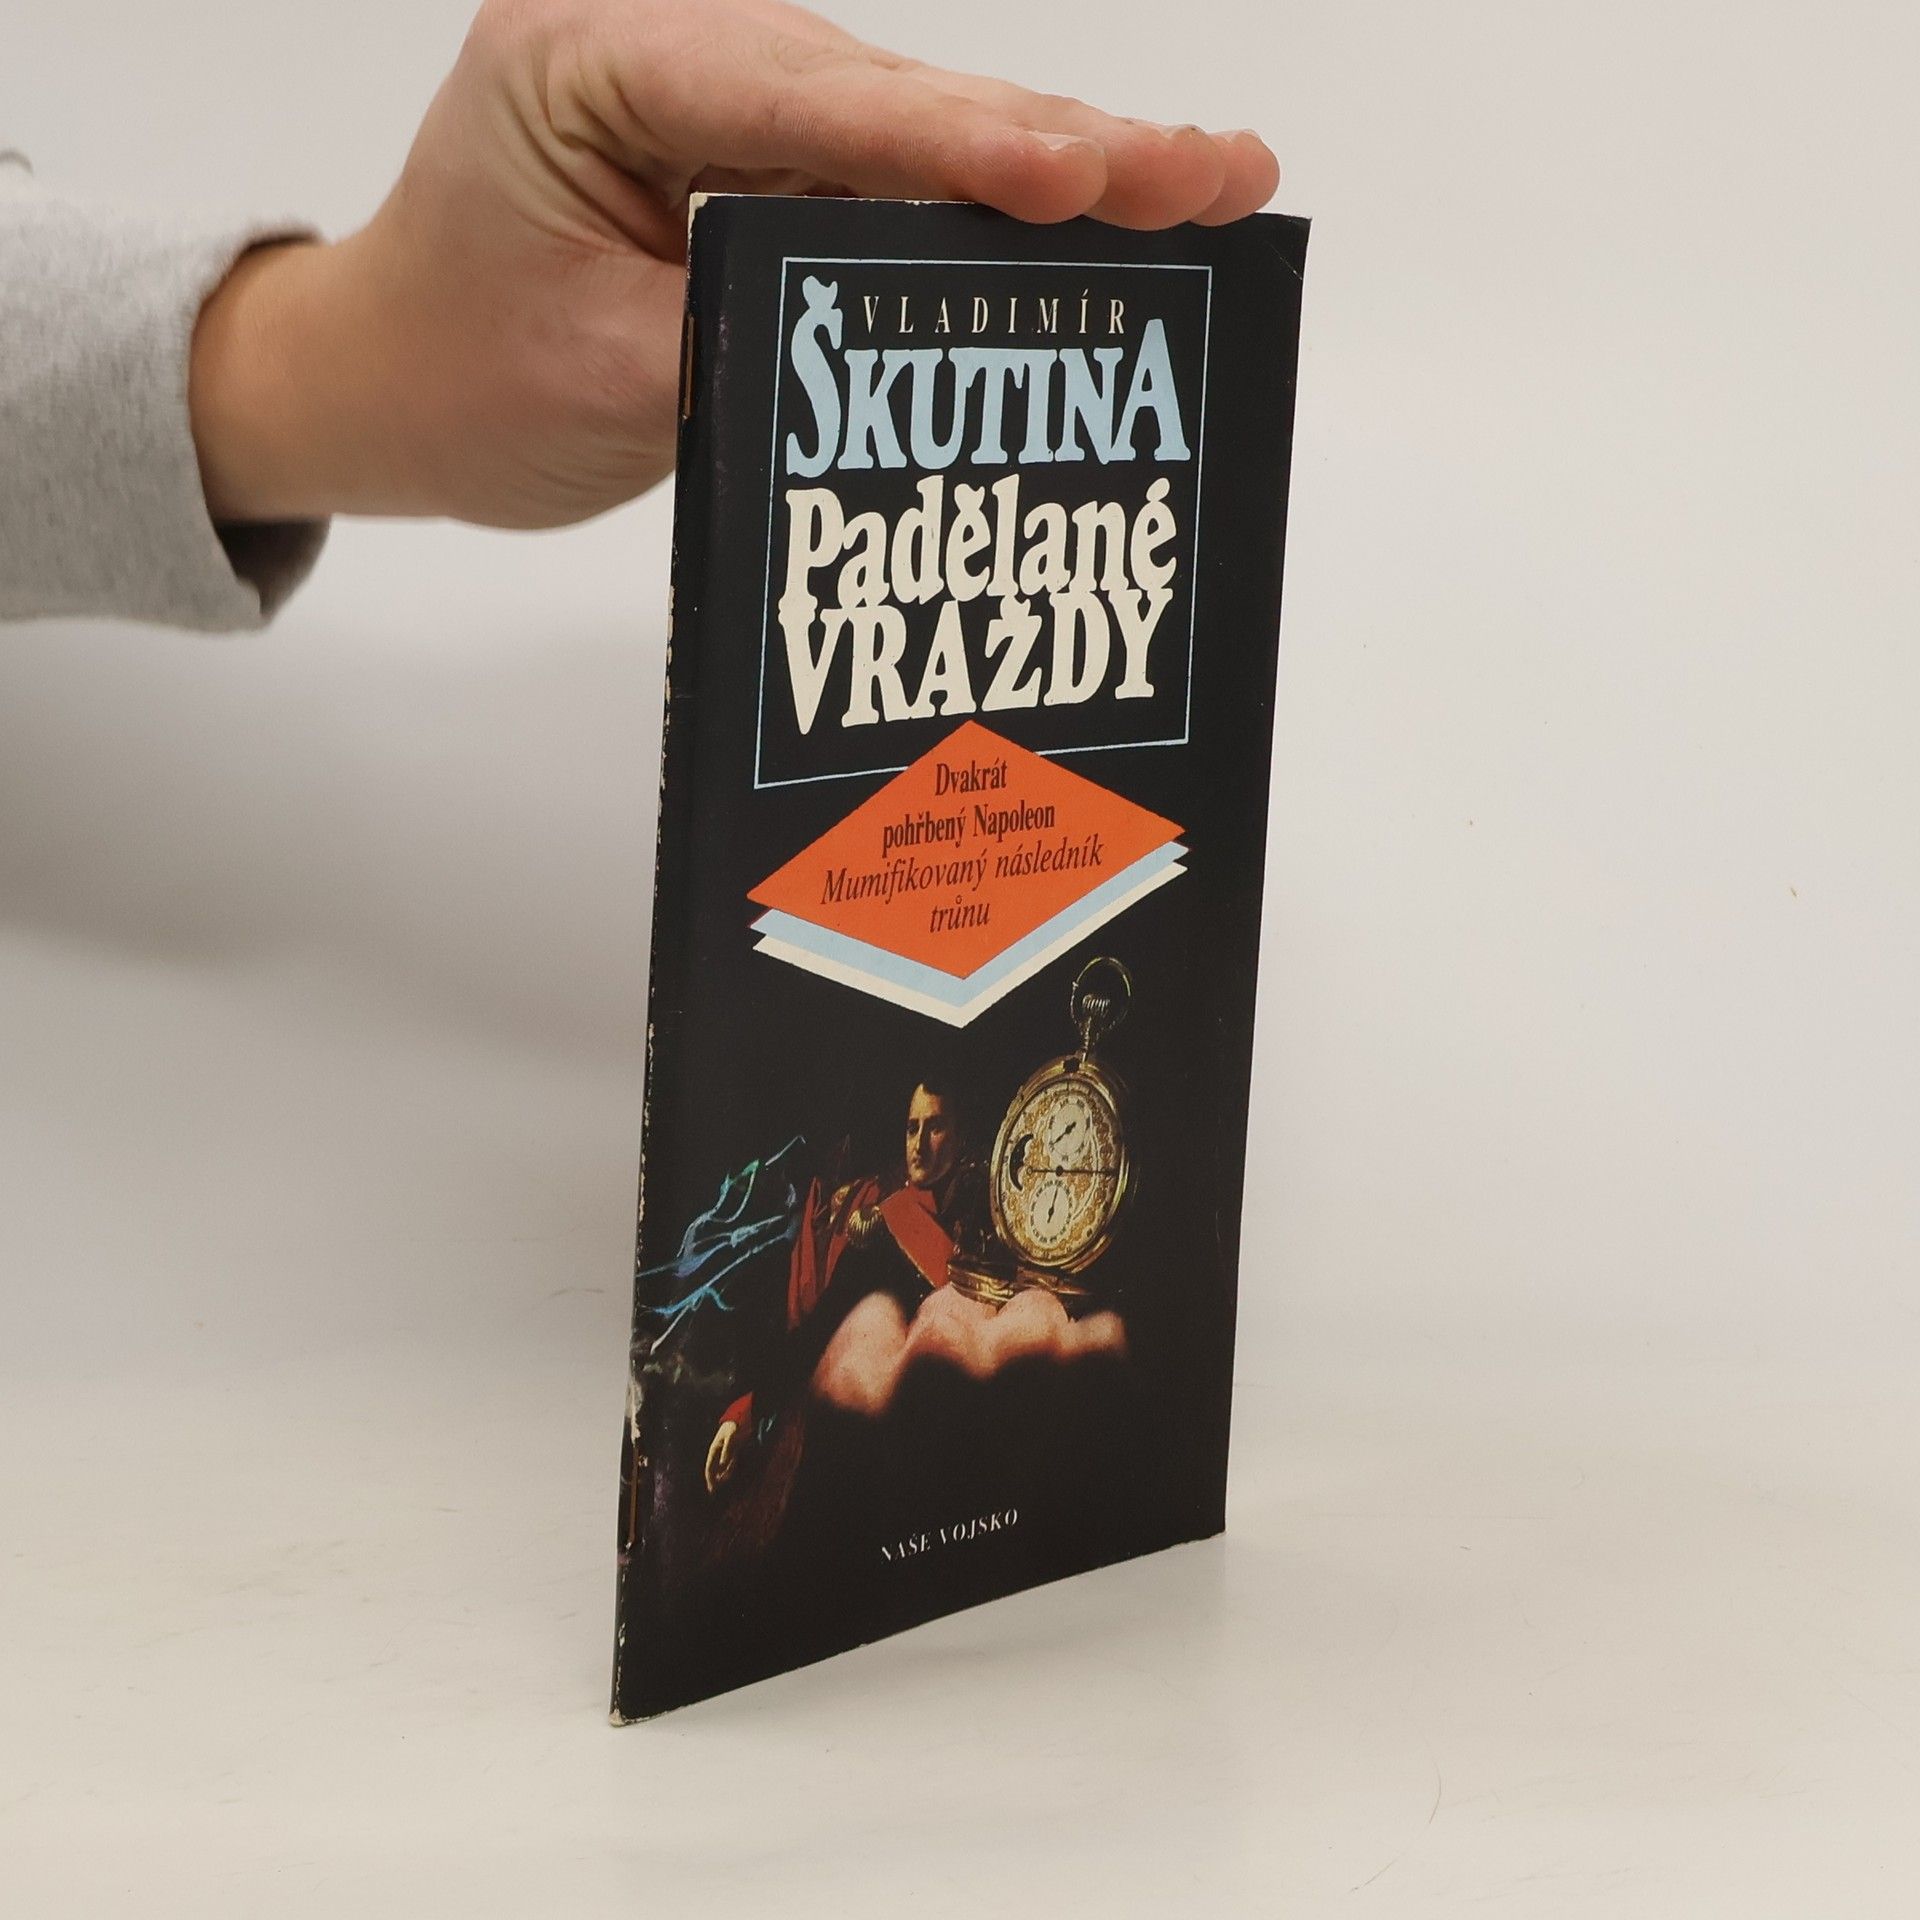 VLADIMÍR
ŠKUTINA
Padělané
VRAŽDY
Dvakrát
pohřbený Napoleon
Mumifikovaný následník
trůnu
NAŠE VOJSKO